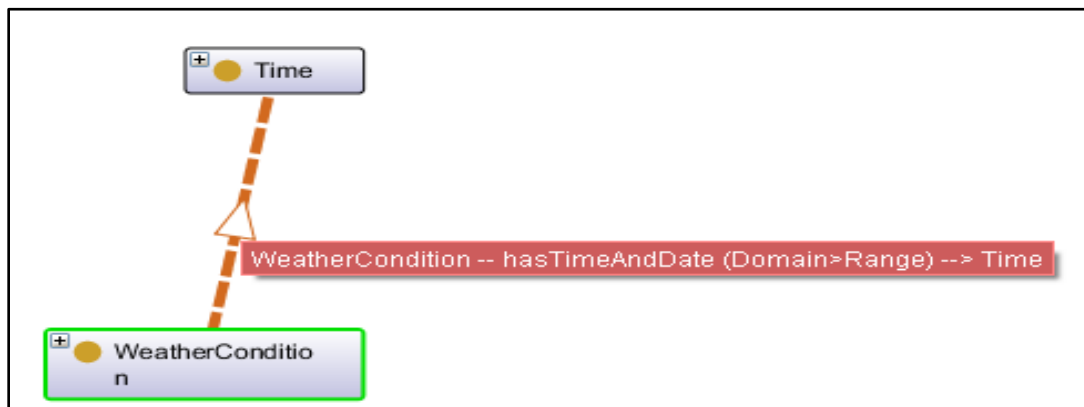 Time
WeatherCondition -- hasTimeAndDate (Domain>Range) --> Time
WeatherConditio
n